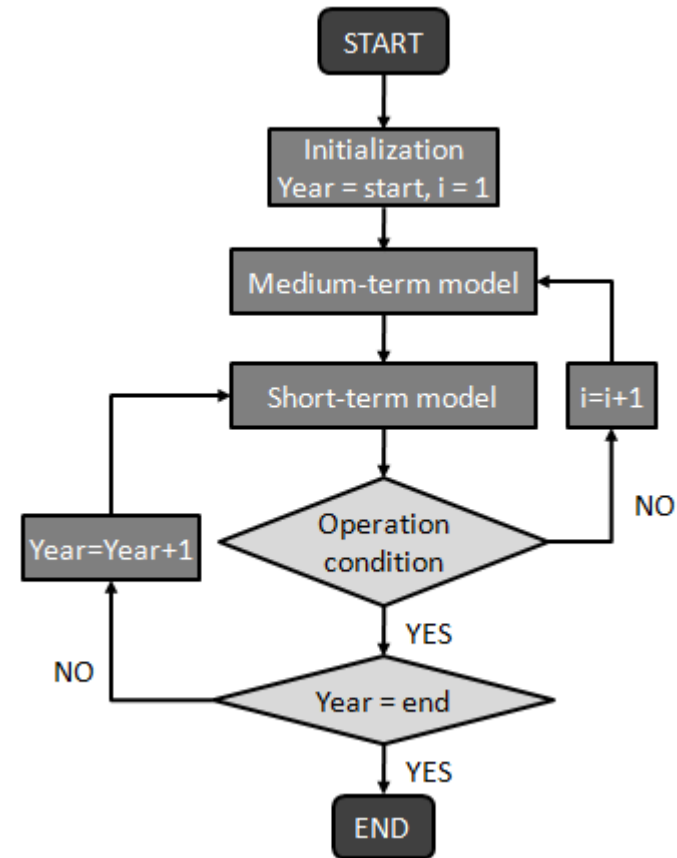 START
Initialization
Year = start, i = 1
Medium-term model
Short-term model
i=i+1
Operation
condition
NO
Year=Year+1
YES
NO
Year = end
YES
END